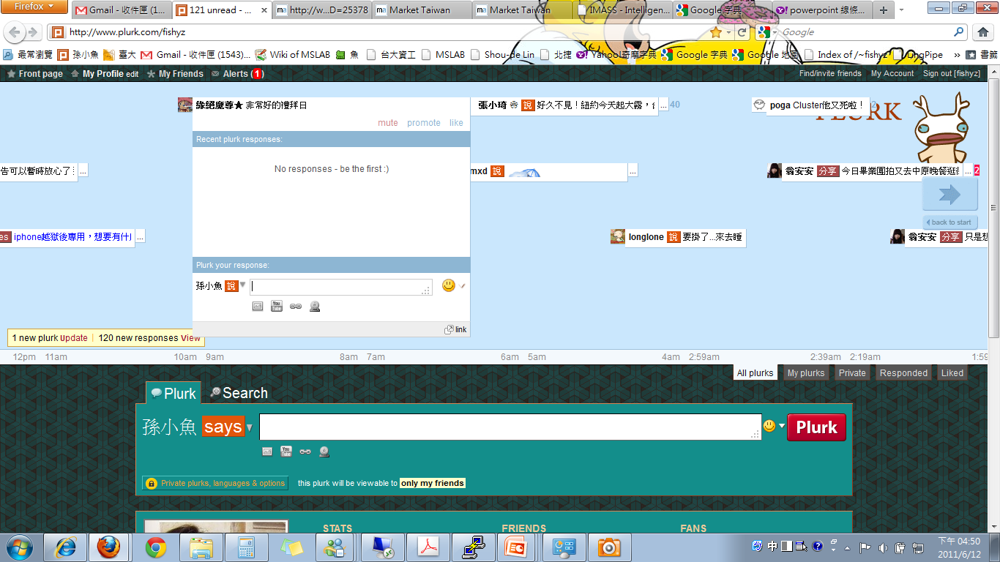 Firefox
Gmail - 收件匣 (1...
121 unread - ...
http://w...D=25378
Market Taiwan
Market Taiwan
IMASS - Intelligen...
Google 字典
powerpoint 線條...
http://www.plurk.com/fishyz
Google
最常瀏覽 孫小魚 臺大 Gmail - 收件匣 (1543)... Wiki of MSLAB 魚 台大資工 MSLAB Shou-de Lin 北捷 Yahoo!奇摩字典 Google 字典 Google 地圖 Index of /~fishyz DogPipe » 書籤
Front page My Profile edit My Friends Alerts (1) Find/invite friends My Account Sign out [fishyz]
緣絕魔尊★ 非常好的禮拜日
張小琦 說 好久不見！紐約今天起大霧， ... 40
poga Cluster他又死啦！ 2
PLURK
mute promote like
Recent plurk responses:
No responses - be the first :)
告可以暫時放心了 ...
mxd 說 ...
翁安安 分享 今日畢業團拍又去中原晚餐逛 ... 2
back to start
es iphone越獄後專用，想要有什 ...
longlone 說 要掛了...來去睡
翁安安 分享 只是想
Plurk your response:
孫小魚 說
You Tube
link
1 new plurk Update 120 new responses View
12pm 11am 10am 9am 8am 7am 6am 5am 4am 2:59am 2:39am 2:19am 1:59
All plurks My plurks Private Responded Liked
Plurk Search
孫小魚 says Plurk
You Tube
Private plurks, languages & options this plurk will be viewable to only my friends
STATS FRIENDS FANS
中
下午 04:50
2011/6/12